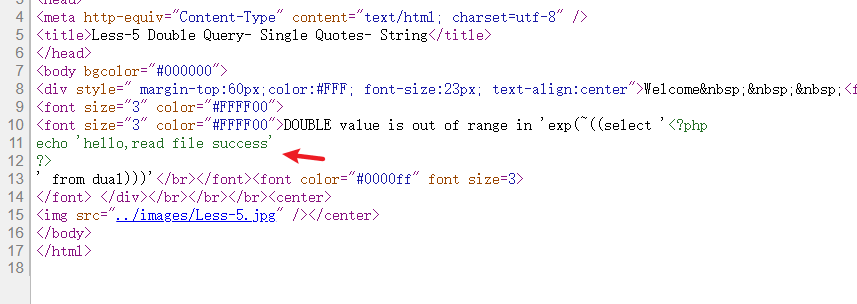 3 <head>
4 <meta http-equiv="Content-Type" content="text/html; charset=utf-8" />
5 <title>Less-5 Double Query- Single Quotes- String</title>
6 </head>
7 <body bgcolor="#000000">
8 <div style=" margin-top:60px;color:#FFF; font-size:23px; text-align:center">Welcome&nbsp;&nbsp;&nbsp;<f
9 <font size="3" color="#FFFF00">
10 <font size="3" color="#FFFF00">DOUBLE value is out of range in 'exp(~((select '<?php
11 echo 'hello,read file success'
12 ?>
13 ' from dual)))'</br></font><font color="#0000ff" font size=3>
14 </font> </div></br></br></br><center>
15 <img src="../images/Less-5.jpg" /></center>
16 </body>
17 </html>
18